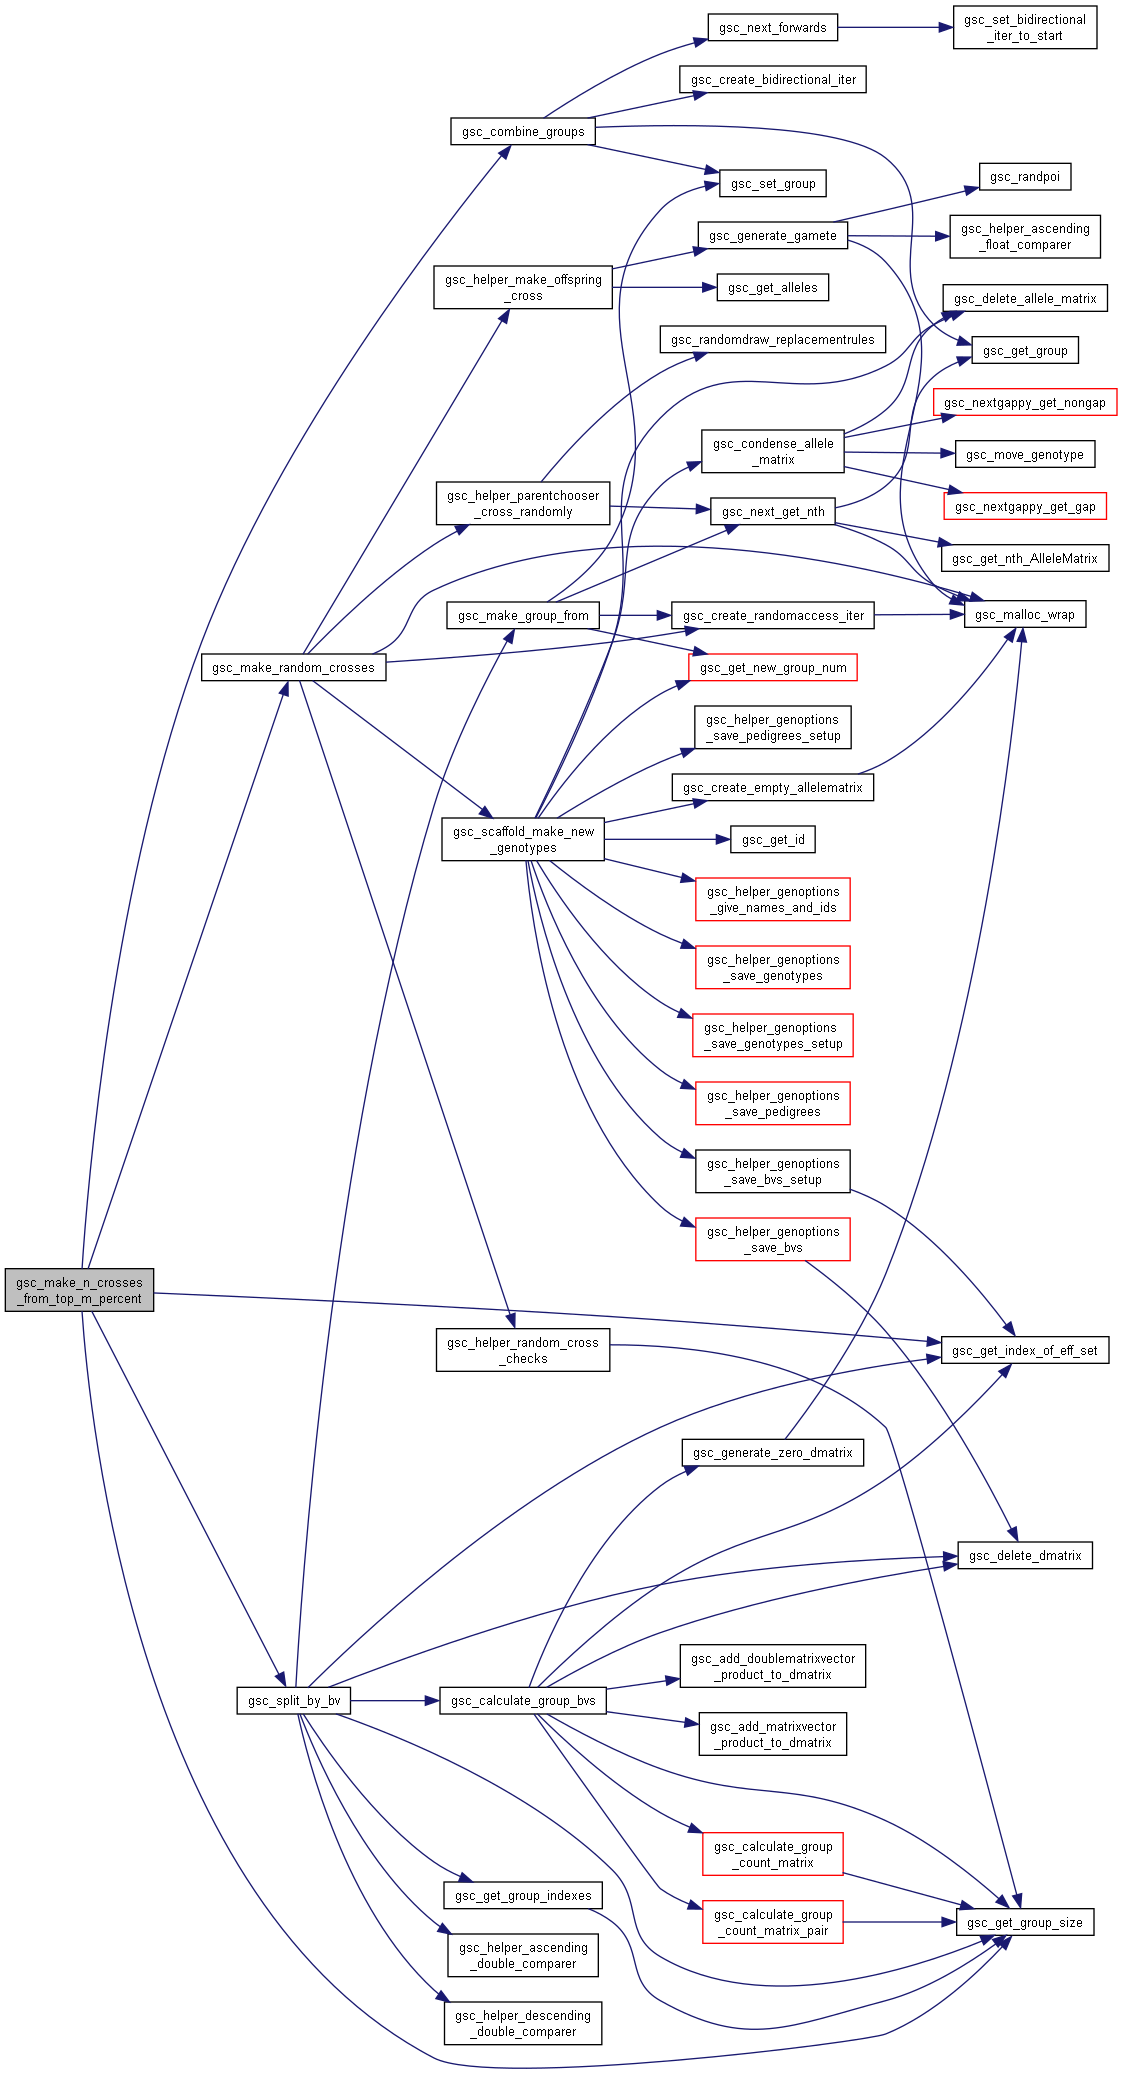 gsc_next_forwards
gsc_set_bidirectional
_iter_to_start
gsc_create_bidirectional_iter
gsc_combine_groups
gsc_set_group
gsc_randpoi
gsc_generate_gamete
gsc_helper_ascending
_float_comparer
gsc_helper_make_offspring
_cross
gsc_get_alleles
gsc_delete_allele_matrix
gsc_randomdraw_replacementrules
gsc_get_group
gsc_nextgappy_get_nongap
gsc_condense_allele
_matrix
gsc_move_genotype
gsc_helper_parentchooser
_cross_randomly
gsc_next_get_nth
gsc_nextgappy_get_gap
gsc_get_nth_AlleleMatrix
gsc_make_group_from
gsc_create_randomaccess_iter
gsc_malloc_wrap
gsc_make_random_crosses
gsc_get_new_group_num
gsc_helper_genoptions
_save_pedigrees_setup
gsc_create_empty_allelematrix
gsc_scaffold_make_new
_genotypes
gsc_get_id
gsc_helper_genoptions
_give_names_and_ids
gsc_helper_genoptions
_save_genotypes
gsc_helper_genoptions
_save_genotypes_setup
gsc_helper_genoptions
_save_pedigrees
gsc_helper_genoptions
_save_bvs_setup
gsc_helper_genoptions
_save_bvs
gsc_make_n_crosses
_from_top_m_percent
gsc_helper_random_cross
_checks
gsc_get_index_of_eff_set
gsc_generate_zero_dmatrix
gsc_delete_dmatrix
gsc_add_doublematrixvector
_product_to_dmatrix
gsc_split_by_bv
gsc_calculate_group_bvs
gsc_add_matrixvector
_product_to_dmatrix
gsc_calculate_group
_count_matrix
gsc_get_group_indexes
gsc_calculate_group
_count_matrix_pair
gsc_get_group_size
gsc_helper_ascending
_double_comparer
gsc_helper_descending
_double_comparer